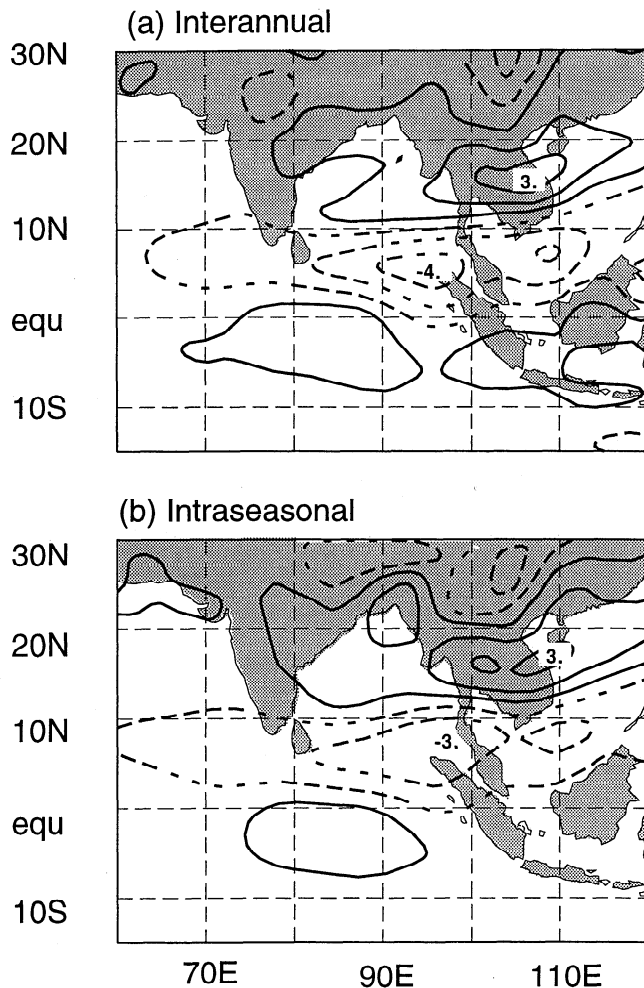 (a) Interannual
30N
20N
3.
10N
-4.
equ
10S
(b) Intraseasonal
30N
20N
3.
10N
-3.
equ
10S
70E 90E 110E